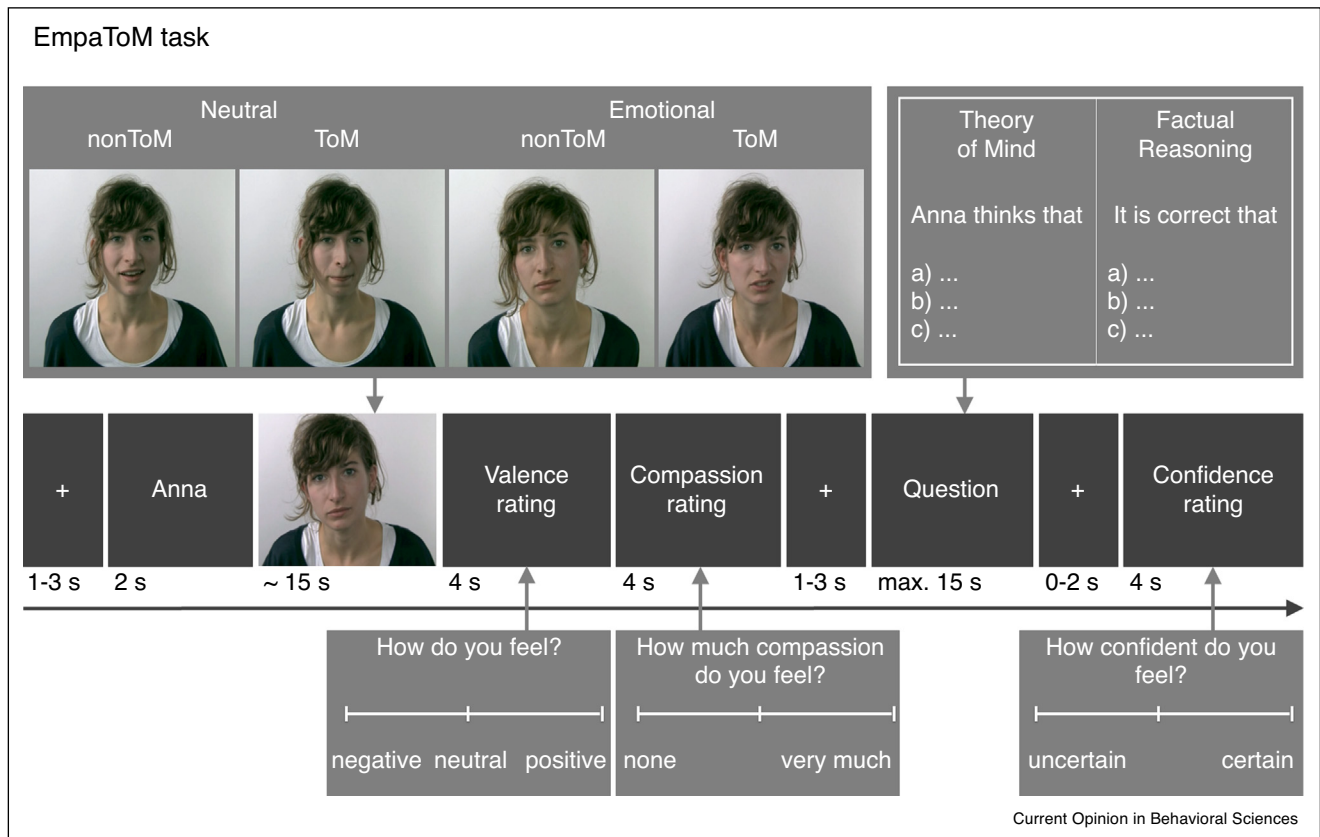 EmpaToM task
Neutral
Emotional
nonToM
ToM
nonToM
ToM
Theory
of Mind
Anna thinks that
a) ...
b) ...
c) ...
Factual
Reasoning
It is correct that
a) ...
b) ...
c) ...
+
Anna
Valence
rating
Compassion
rating
+
Question
+
Confidence
rating
1-3 s
2 s
~ 15 s
4 s
4 s
1-3 s
max. 15 s
0-2 s
4 s
How do you feel?
negative
neutral
positive
How much compassion
do you feel?
none
very much
How confident do you
feel?
uncertain
certain
Current Opinion in Behavioral Sciences